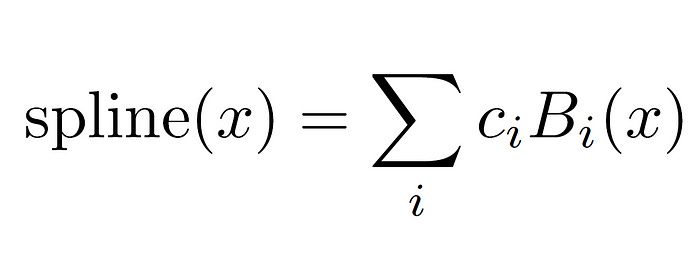 spline(x) = ∑_i c_i B_i(x)